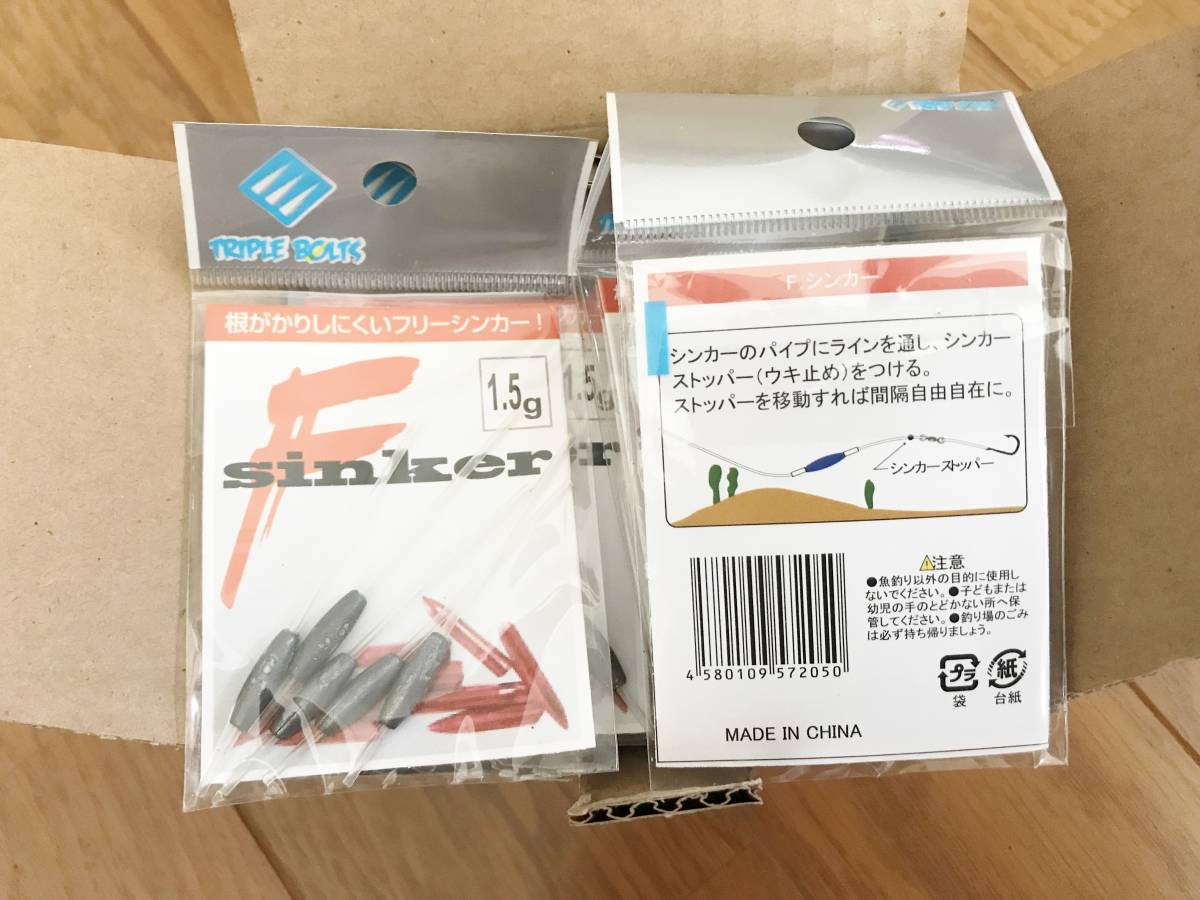 TRIPLE BOLTS
根がかりしにくいフリーシンカー！
F
1.5g
sinker
1.5g
er
F シンカー
シンカーのパイプにラインを通し、シンカー
ストッパー（ウキ止め）をつける。
ストッパーを移動すれば間隔自由自在に。
シンカーストッパー
⚠注意
●魚釣り以外の目的に使用し
ないでください。●子どもまたは
幼児の手のとどかない所へ保
管してください。●釣り場のごみ
は必ず持ち帰りましょう。
4 580109 572050
プラ
袋
紙
台紙
MADE IN CHINA